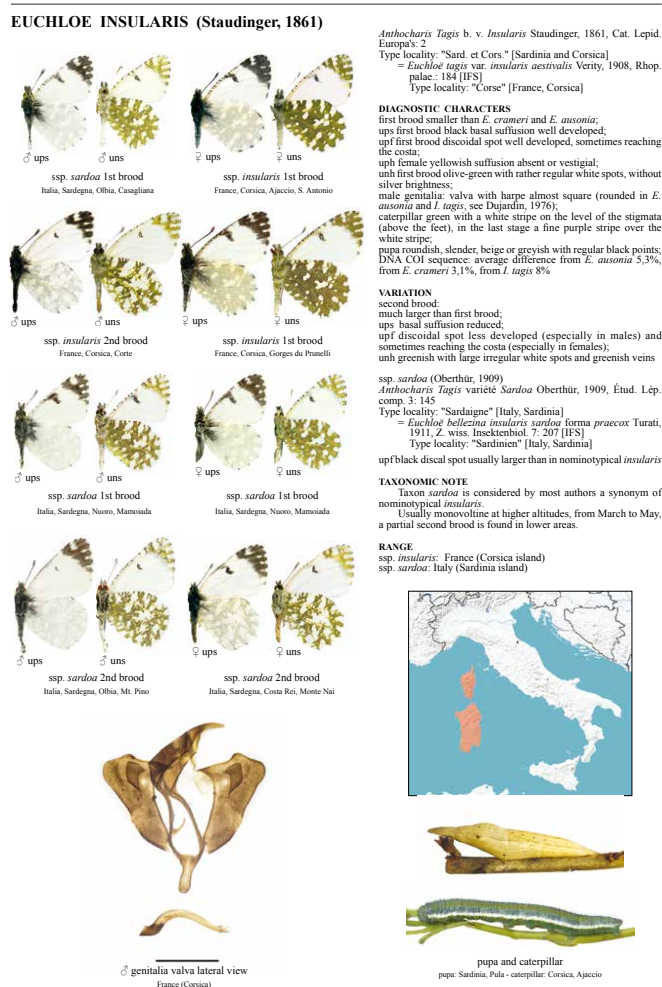 EUCHLOE INSULARIS (Staudinger, 1861)
♂ ups
♂ uns
♀ ups
♀ uns
ssp. sardoa 1st brood
Italia, Sardegna, Olbia, Casagliana
ssp. insularis 1st brood
France, Corsica, Ajaccio, S. Antonio
♂ ups
♂ uns
♀ ups
♀ uns
ssp. insularis 2nd brood
France, Corsica, Corte
ssp. insularis 1st brood
France, Corsica, Gorges du Prunelli
♂ ups
♂ uns
♀ ups
♀ uns
ssp. sardoa 1st brood
Italia, Sardegna, Nuoro, Mamoiada
ssp. sardoa 1st brood
Italia, Sardegna, Nuoro, Mamoiada
♂ ups
♂ uns
♀ ups
♀ uns
ssp. sardoa 2nd brood
Italia, Sardegna, Olbia, Mt. Pino
ssp. sardoa 2nd brood
Italia, Sardegna, Costa Rei, Monte Nai
♂ genitalia valva lateral view
France (Corsica)
Anthocharis Tagis b. v. Insularis Staudinger, 1861, Cat. Lepid.
Europa's: 2
Type locality: "Sard. et Cors." [Sardinia and Corsica]
= Euchloë tagis var. insularis aestivalis Verity, 1908, Rhop.
palae.: 184 [IFS]
Type locality: "Corse" [France, Corsica]
DIAGNOSTIC CHARACTERS
first brood smaller than E. crameri and E. ausonia;
ups first brood black basal suffusion well developed;
upf first brood discoidal spot well developed, sometimes reaching
the costa;
uph female yellowish suffusion absent or vestigial;
unh first brood olive-green with rather regular white spots, without
silver brightness;
male genitalia: valva with harpe almost square (rounded in E.
ausonia and I. tagis, see Dujardin, 1976);
caterpillar green with a white stripe on the level of the stigmata
(above the feet), in the last stage a fine purple stripe over the
white stripe;
pupa roundish, slender, beige or greyish with regular black points;
DNA COI sequence: average difference from E. ausonia 5,3%,
from E. crameri 3,1%, from I. tagis 8%
VARIATION
second brood:
much larger than first brood;
ups basal suffusion reduced;
upf discoidal spot less developed (especially in males) and
sometimes reaching the costa (especially in females);
unh greenish with large irregular white spots and greenish veins
ssp. sardoa (Oberthür, 1909)
Anthocharis Tagis variété Sardoa Oberthür, 1909, Étud. Lép.
comp. 3: 145
Type locality: "Sardaigne" [Italy, Sardinia]
= Euchloë bellezina insularis sardoa forma praecox Turati,
1911, Z. wiss. Insektenbiol. 7: 207 [IFS]
Type locality: "Sardinien" [Italy, Sardinia]
upf black discal spot usually larger than in nominotypical insularis
TAXONOMIC NOTE
Taxon sardoa is considered by most authors a synonym of
nominotypical insularis.
Usually monovoltine at higher altitudes, from March to May,
a partial second brood is found in lower areas.
RANGE
ssp. insularis: France (Corsica island)
ssp. sardoa: Italy (Sardinia island)
pupa and caterpillar
pupa: Sardinia, Pula - caterpillar: Corsica, Ajaccio